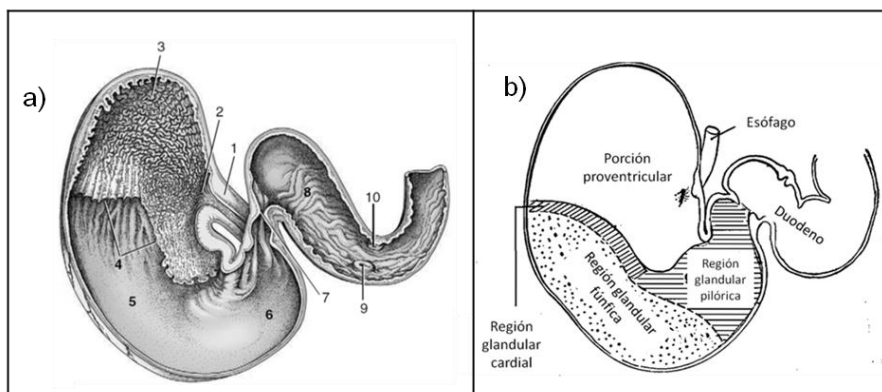 a)
3
2
1
4
5
6
7
8
10
9
b)
Esófago
Porción
proventricular
Duodeno
Región
glandular
pilórica
Región glandular
fúnfica
Región
glandular
cardial